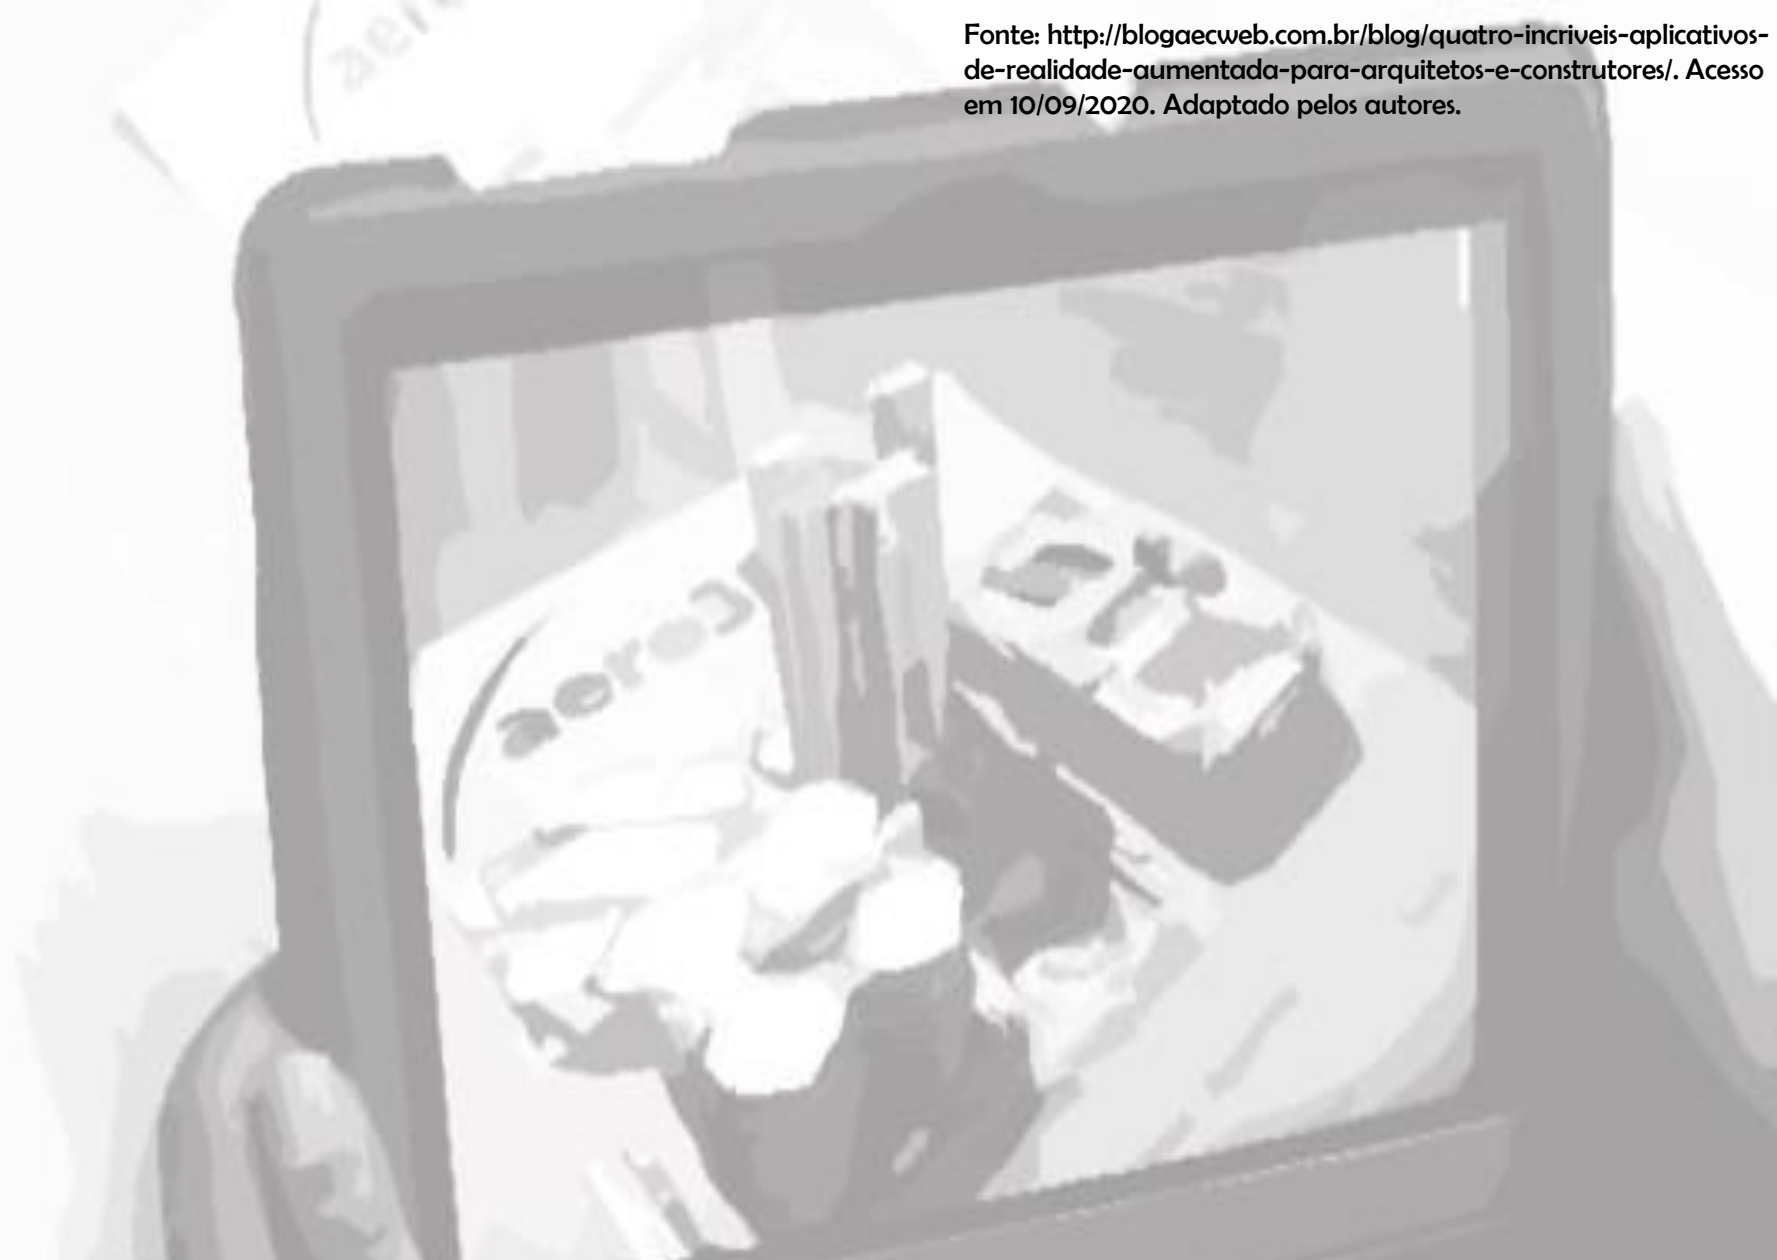 Fonte: http://blogaecweb.com.br/blog/quatro-incriveis-aplicativos-
de-realidade-aumentada-para-arquitetos-e-construtores/. Acesso
em 10/09/2020. Adaptado pelos autores.